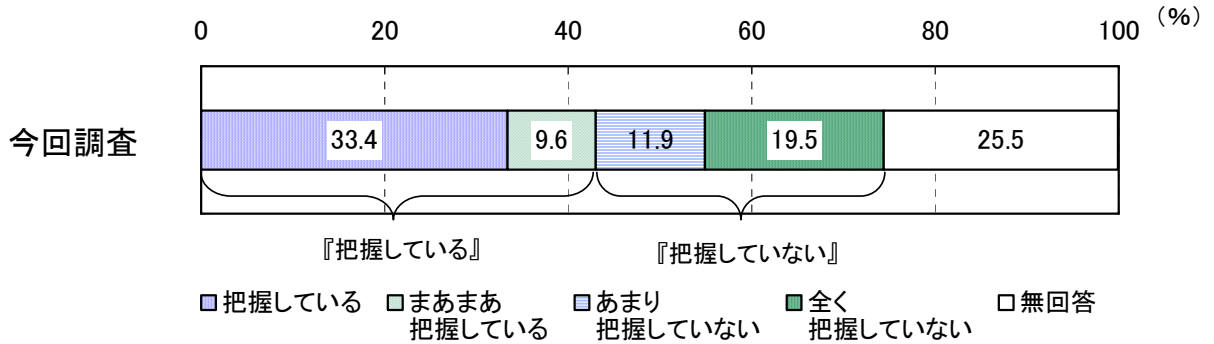 0 20 40 60 80 100 (%)
今回調査 33.4 9.6 11.9 19.5 25.5
『把握している』 『把握していない』
把握している まあまあ あまり 全く 無回答
把握している 把握していない 把握していない